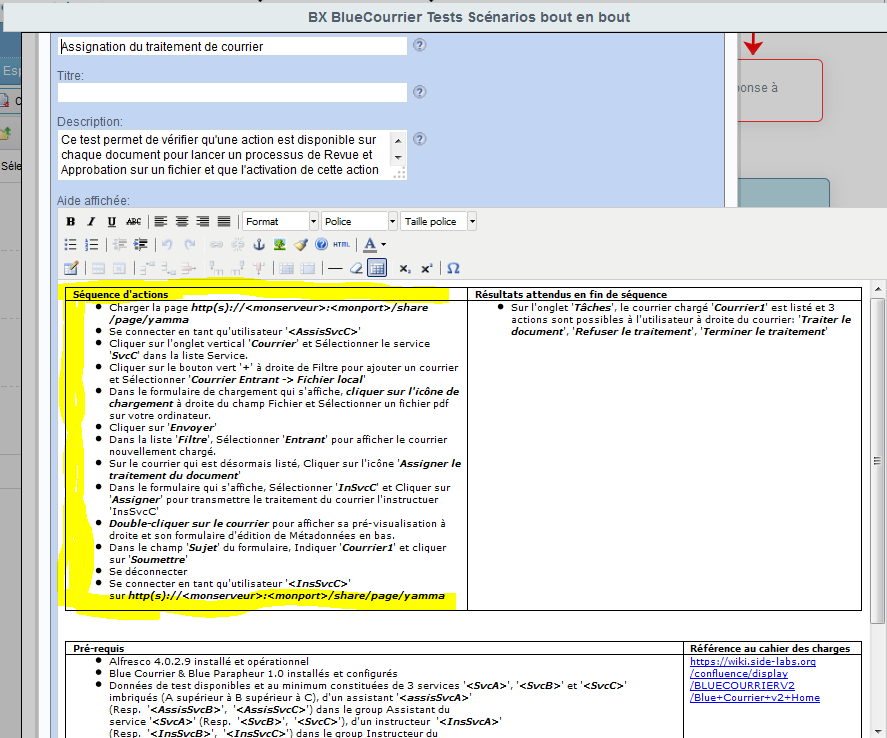 BX BlueCourrier Tests Scénarios bout en bout
Assignation du traitement de courrier
Titre:
Description:
Ce test permet de vérifier qu'une action est disponible sur
chaque document pour lancer un processus de Revue et
Approbation sur un fichier et que l'activation de cette action
Aide affichée:
B I U ABC Format Police Taille police
HTML A
x₂ x² Ω
Séquence d'actions
Charger la page http(s)://<monserveur>:<monport>/share
/page/yamma
Se connecter en tant qu'utilisateur '<AssisSvcC>'
Cliquer sur l'onglet vertical 'Courrier' et Sélectionner le service
'SvcC' dans la liste Service.
Cliquer sur le bouton vert '+' à droite de Filtre pour ajouter un courrier
et Sélectionner 'Courrier Entrant -> Fichier local'
Dans le formulaire de chargement qui s'affiche, cliquer sur l'icône de
chargement à droite du champ Fichier et Sélectionner un fichier pdf
sur votre ordinateur.
Cliquer sur 'Envoyer'
Dans la liste 'Filtre', Sélectionner 'Entrant' pour afficher le courrier
nouvellement chargé.
Sur le courrier qui est désormais listé, Cliquer sur l'icône 'Assigner le
traitement du document'
Dans le formulaire qui s'affiche, Sélectionner 'InSvcC' et Cliquer sur
'Assigner' pour transmettre le traitement du courrier l'instructuer
'InsSvcC'
Double-cliquer sur le courrier pour afficher sa pré-visualisation à
droite et son formulaire d'édition de Métadonnées en bas.
Dans le champ 'Sujet' du formulaire, Indiquer 'Courrier1' et cliquer
sur 'Soumettre'
Se déconnecter
Se connecter en tant qu'utilisateur '<InsSvcC>'
sur http(s)://<monserveur>:<monport>/share/page/yamma
Résultats attendus en fin de séquence
Sur l'onglet 'Tâches', le courrier chargé 'Courrier1' est listé et 3
actions sont possibles à l'utilisateur à droite du courrier: 'Traiter le
document', 'Refuser le traitement', 'Terminer le traitement'
Pré-requis
Alfresco 4.0.2.9 installé et opérationnel
Blue Courrier & Blue Parapheur 1.0 installés et configurés
Données de test disponibles et au minimum constituées de 3 services '<SvcA>', '<SvcB>' et '<SvcC>'
imbriqués (A supérieur à B supérieur à C), d'un assistant '<assisSvcA>'
(Resp. '<AssisSvcB>', '<AssisSvcC>') dans le group Assistant du
service '<SvcA>' (Resp. '<SvcB>', '<SvcC>'), d'un instructeur '<InsSvcA>'
(Resp. '<InsSvcB>', '<InsSvcC>') dans le group Instructeur du
Référence au cahier des charges
https://wiki.side-labs.org
/confluence/display
/BLUECOURRIERV2
/Blue+Courrier+v2+Home
onse à
Esp
Séle